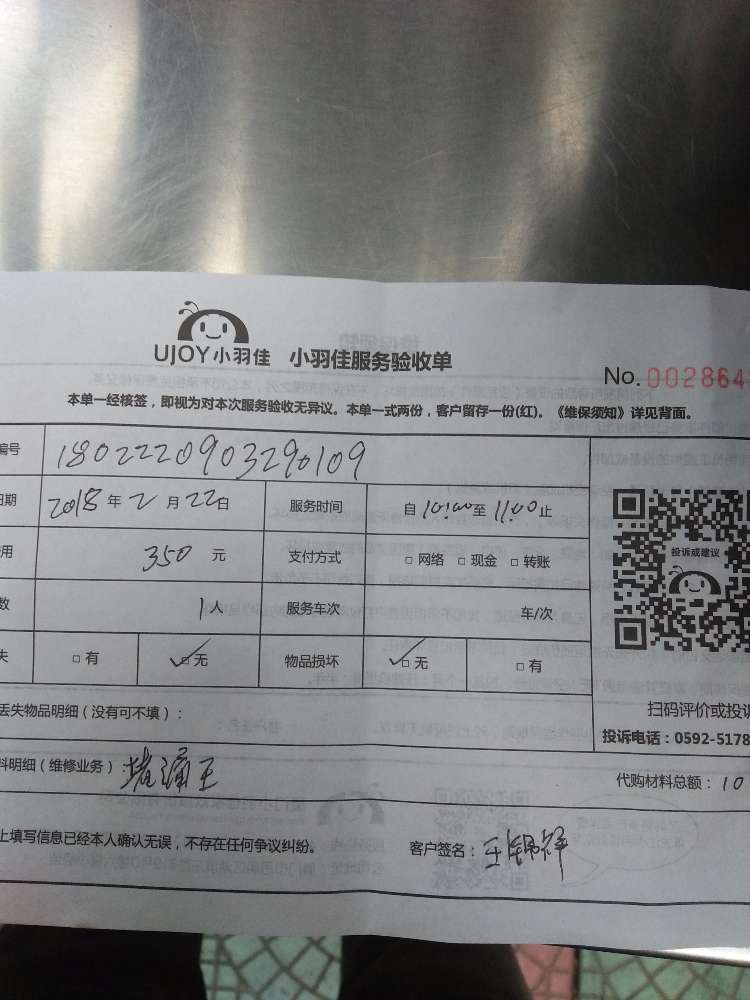 UJOY小羽佳 小羽佳服务验收单
No. 002864
本单一经核签，即视为对本次服务验收无异议。本单一式两份，客户留存一份(红)。《维保须知》详见背面。
编号 1802220903290109
日期 2018年2月22日 服务时间 自10:00至11:00止
用 350元 支付方式 □网络 □现金 □转账
数 1人 服务车次 车/次
失 □有 ✓□无 物品损坏 ✓□无 □有
投诉或建议
扫码评价或投诉
丢失物品明细（没有可不填）：
投诉电话：0592-5178
料明细（维修业务）：堵通王 代购材料总额：10
上填写信息已经本人确认无误，不存在任何争议纠纷。 客户签名：王锦祥